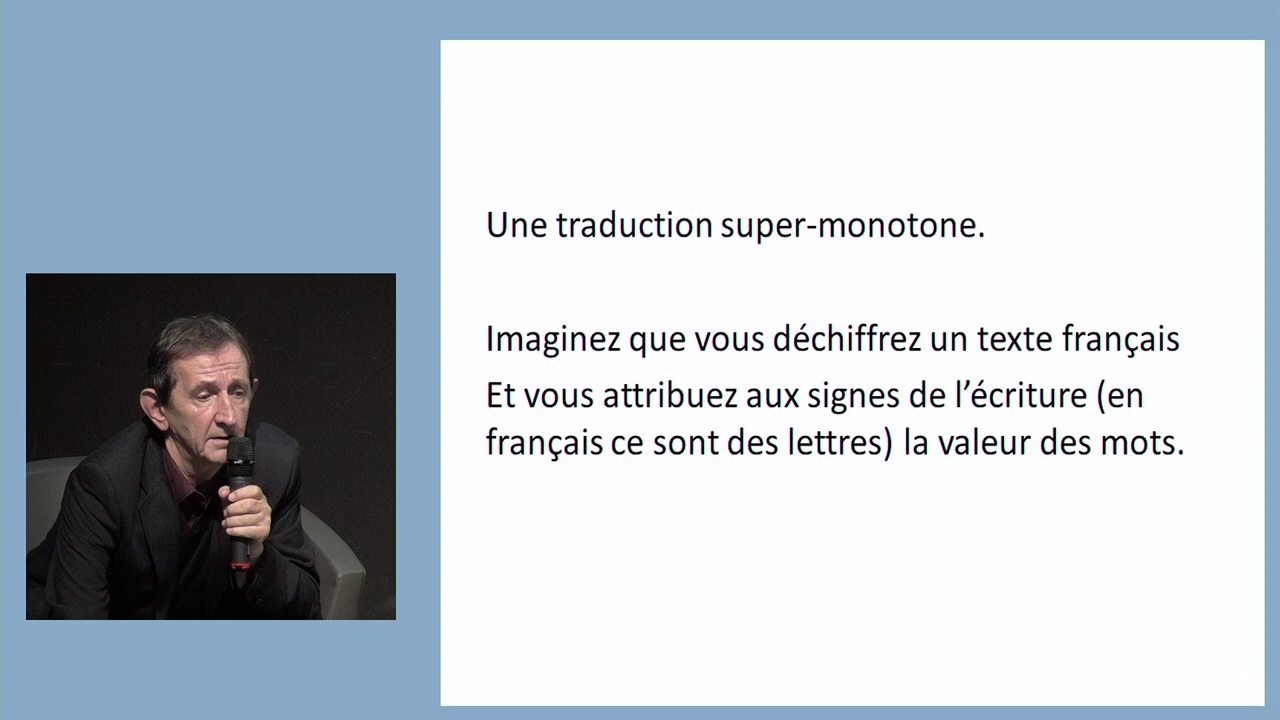 Une traduction super-monotone.
Imaginez que vous déchiffrez un texte français
Et vous attribuez aux signes de l’écriture (en
français ce sont des lettres) la valeur des mots.